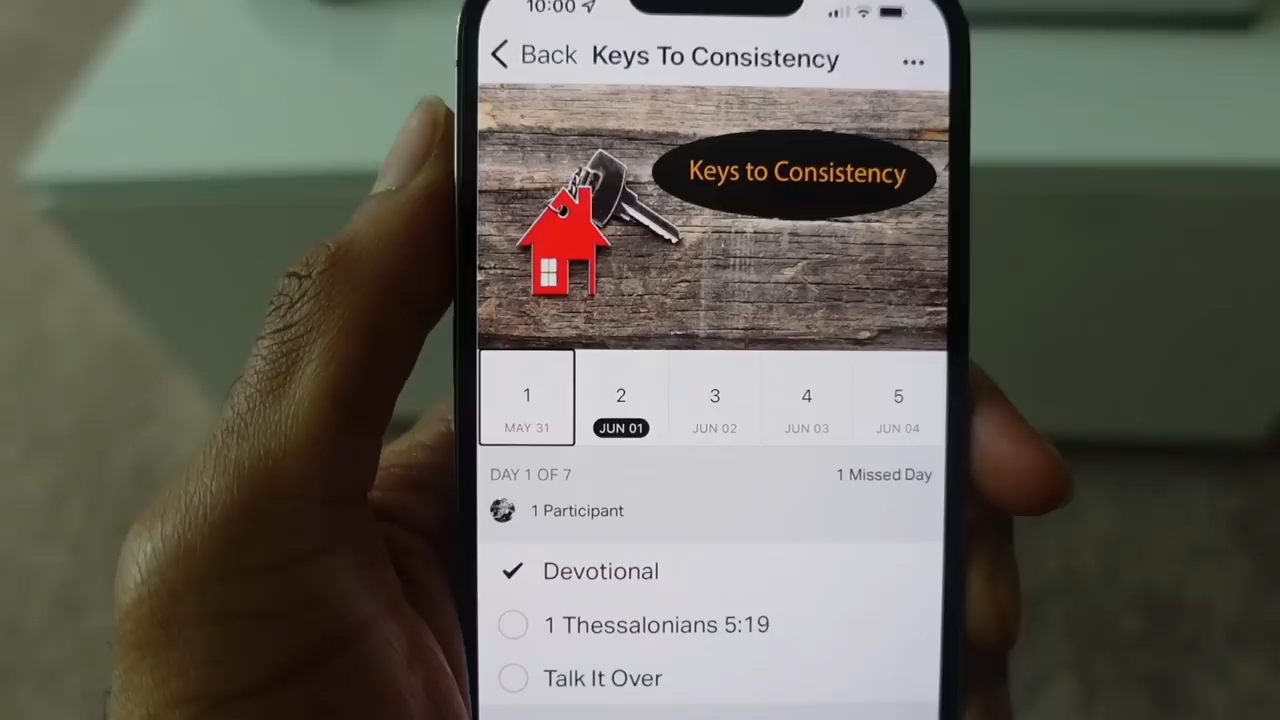 10:00
Back Keys To Consistency
Keys to Consistency
1 2 3 4 5
MAY 31 JUN 01 JUN 02 JUN 03 JUN 04
DAY 1 OF 7 1 Missed Day
1 Participant
Devotional
1 Thessalonians 5:19
Talk It Over